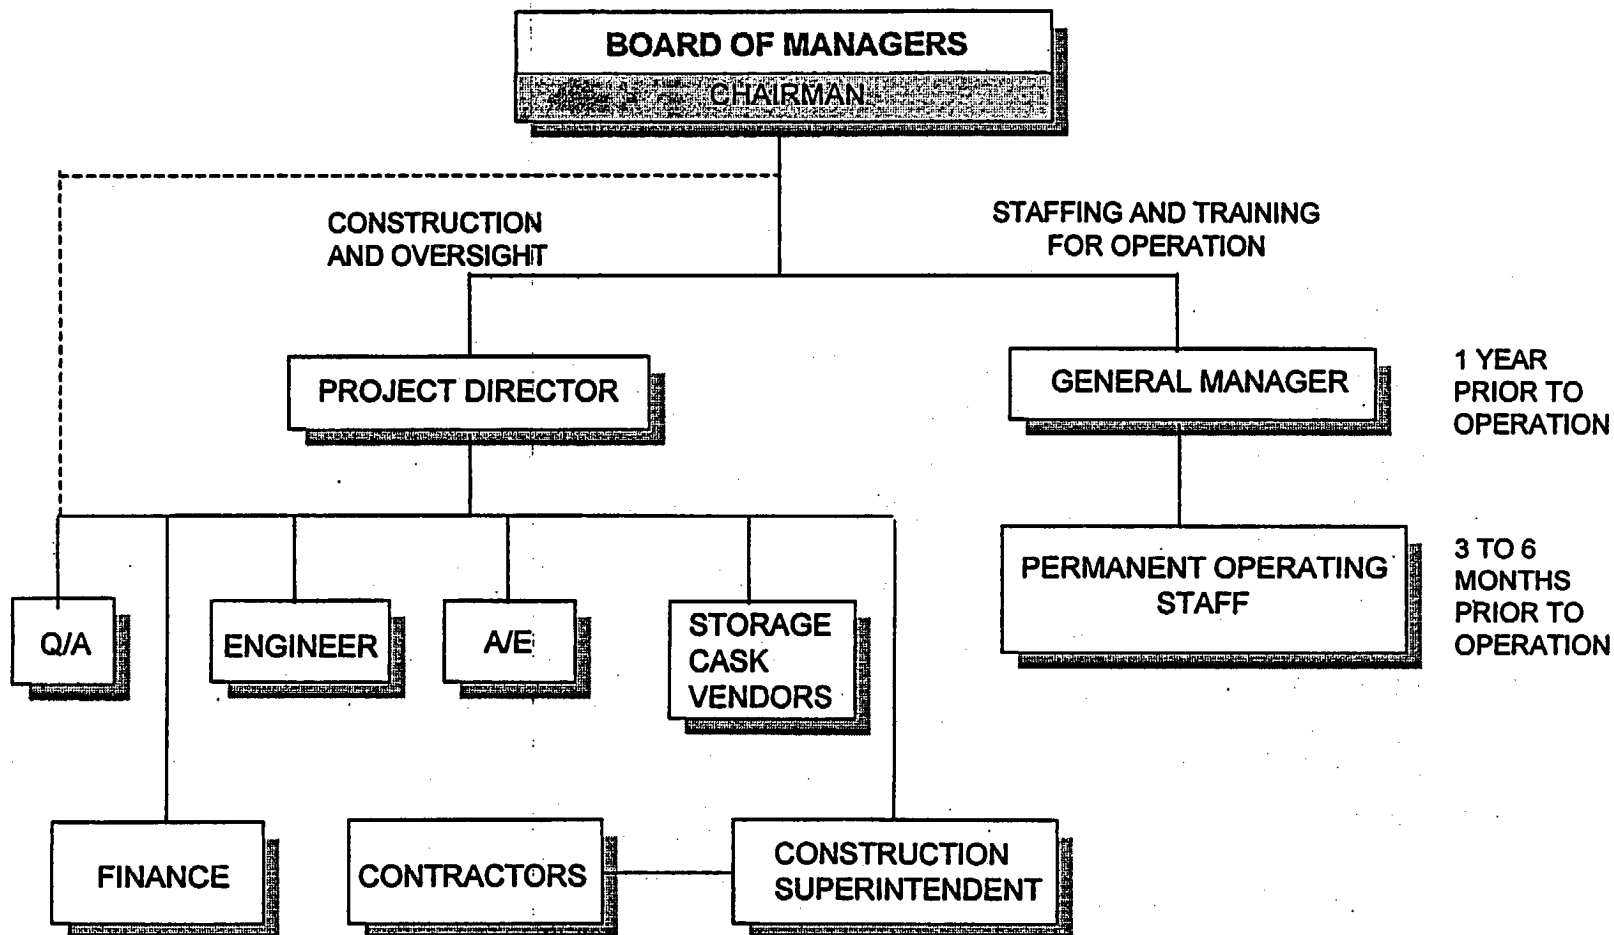 BOARD OF MANAGERS
CHAIRMAN
CONSTRUCTION
AND OVERSIGHT
STAFFING AND TRAINING
FOR OPERATION
PROJECT DIRECTOR
GENERAL MANAGER
1 YEAR
PRIOR TO
OPERATION
PERMANENT OPERATING
STAFF
3 TO 6
MONTHS
PRIOR TO
OPERATION
Q/A
ENGINEER
A/E
STORAGE
CASK
VENDORS
FINANCE
CONTRACTORS
CONSTRUCTION
SUPERINTENDENT